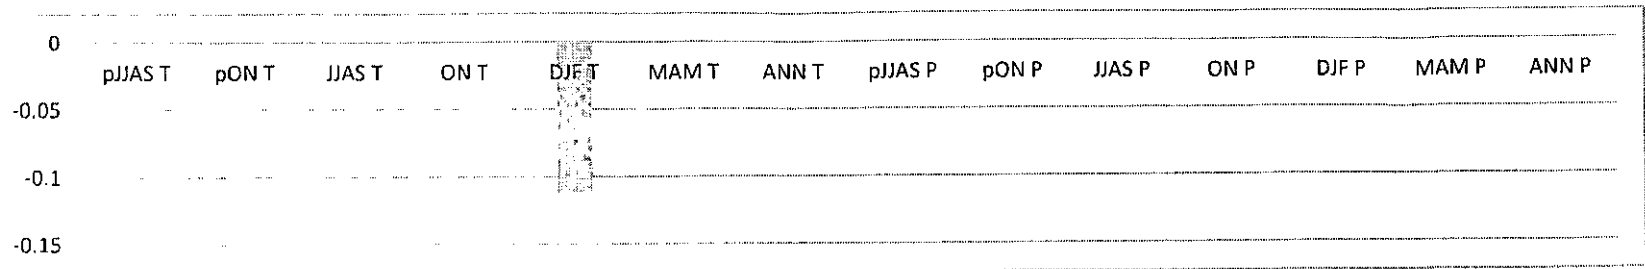 0
pJJAS T pON T JJAS T ON T DJF T MAM T ANN T pJJAS P pON P JJAS P ON P DJF P MAM P ANN P
-0.05
-0.1
-0.15